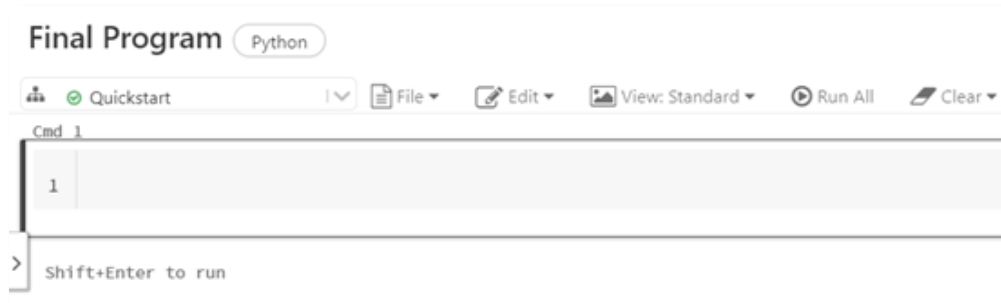 Final Program Python
Quickstart File Edit View: Standard Run All Clear
Cmd 1
1
Shift+Enter to run